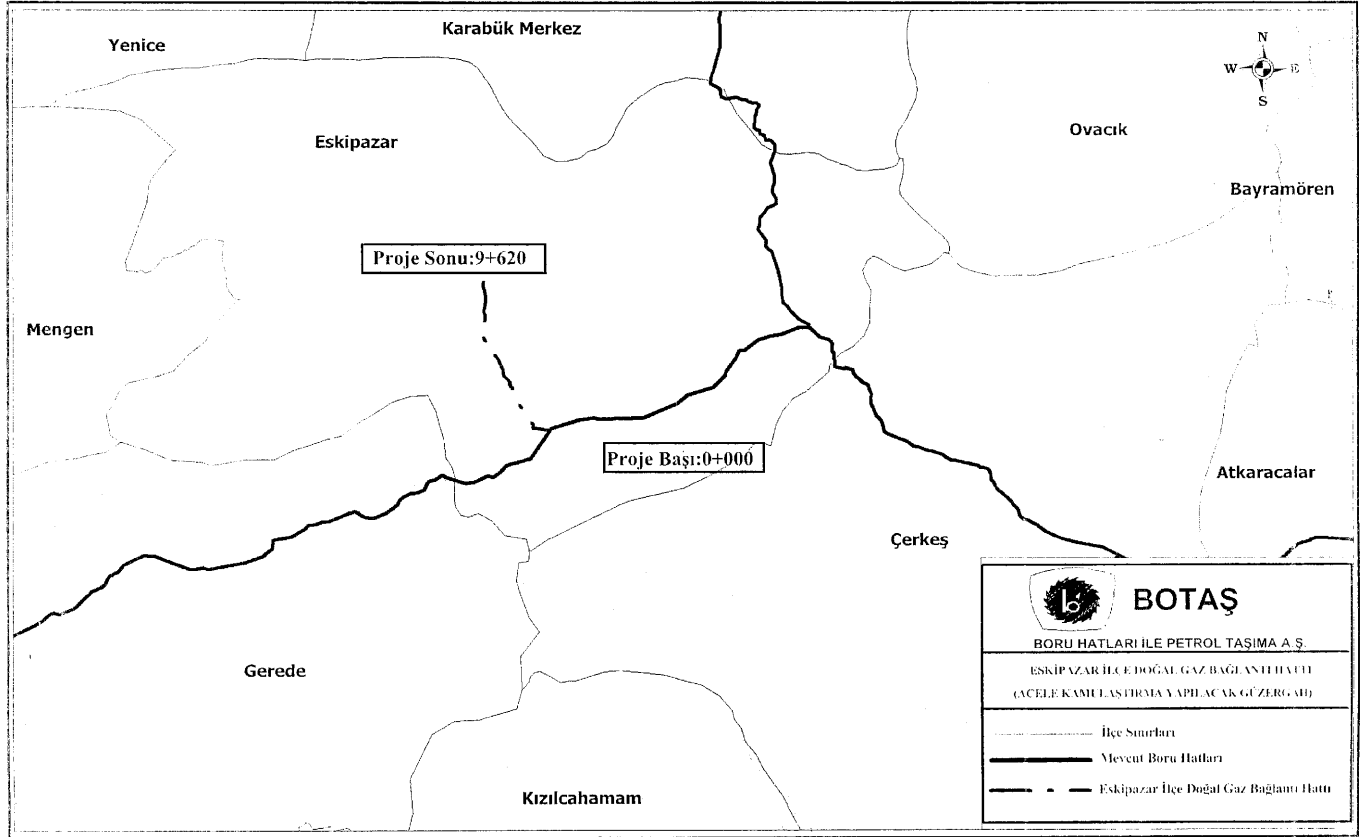 Karabük Merkez
Yenice
N
W E
S
Eskipazar
Ovacık
Bayramören
Proje Sonu:9+620
Mengen
Proje Başı:0+000
Atkaracalar
Çerkeş
BOTAŞ
BORU HATLARI İLE PETROL TAŞIMA A.Ş.
ESKİPAZAR İLÇE DOĞAL GAZ BAĞLANTI HATTI
(ACELE KAMULAŞTIRMA YAPILACAK GÜZERGAH)
Gerede
İlçe Sınırları
Mevcut Boru Hatları
Eskipazar İlçe Doğal Gaz Bağlantı Hattı
Kızılcahamam